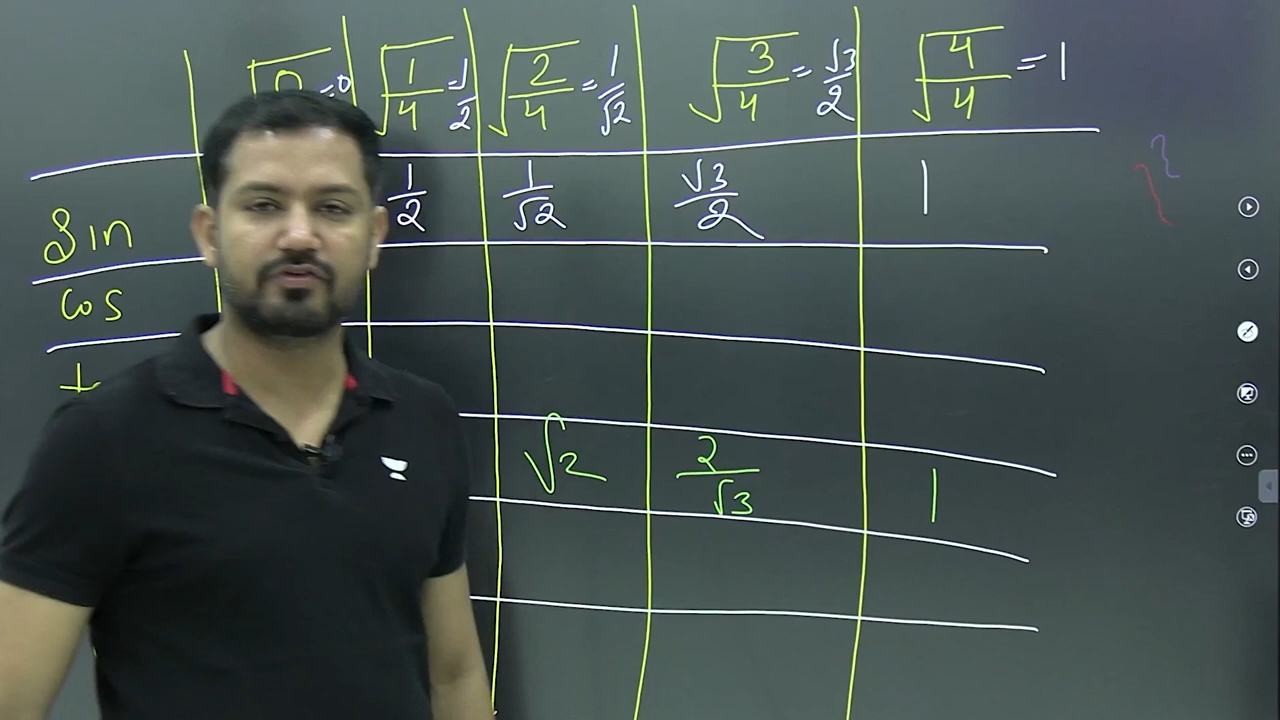 √0 =0 √1/√4 =1/2 √2/√4 =1/√2 √3/√4 =√3/2 √4/√4 =1
Sin 1/2 1/√2 √3/2 1
cos
√2 2/√3 1